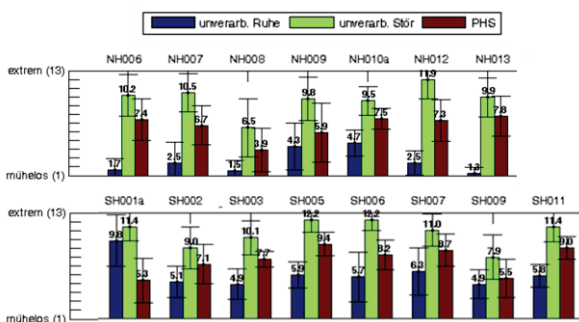 unverarb. Ruhe unverarb. Stör PHS
NH006 NH007 NH008 NH009 NH010a NH012 NH013
extrem (13)
1.7 10.2 7.4 2.5 10.5 6.7 1.5 6.5 3.9 4.3 9.8 5.9 4.7 9.5 7.5 2.5 11.9 7.3 1.3 9.9 7.8
mühelos (1)
SH001a SH002 SH003 SH005 SH006 SH007 SH009 SH011
extrem (13)
9.8 11.4 5.3 5.1 9.0 7.1 4.9 10.1 7.7 5.9 12.2 9.4 5.7 12.2 8.2 6.3 11.0 8.7 4.9 7.9 5.5 5.8 11.4 9.0
mühelos (1)